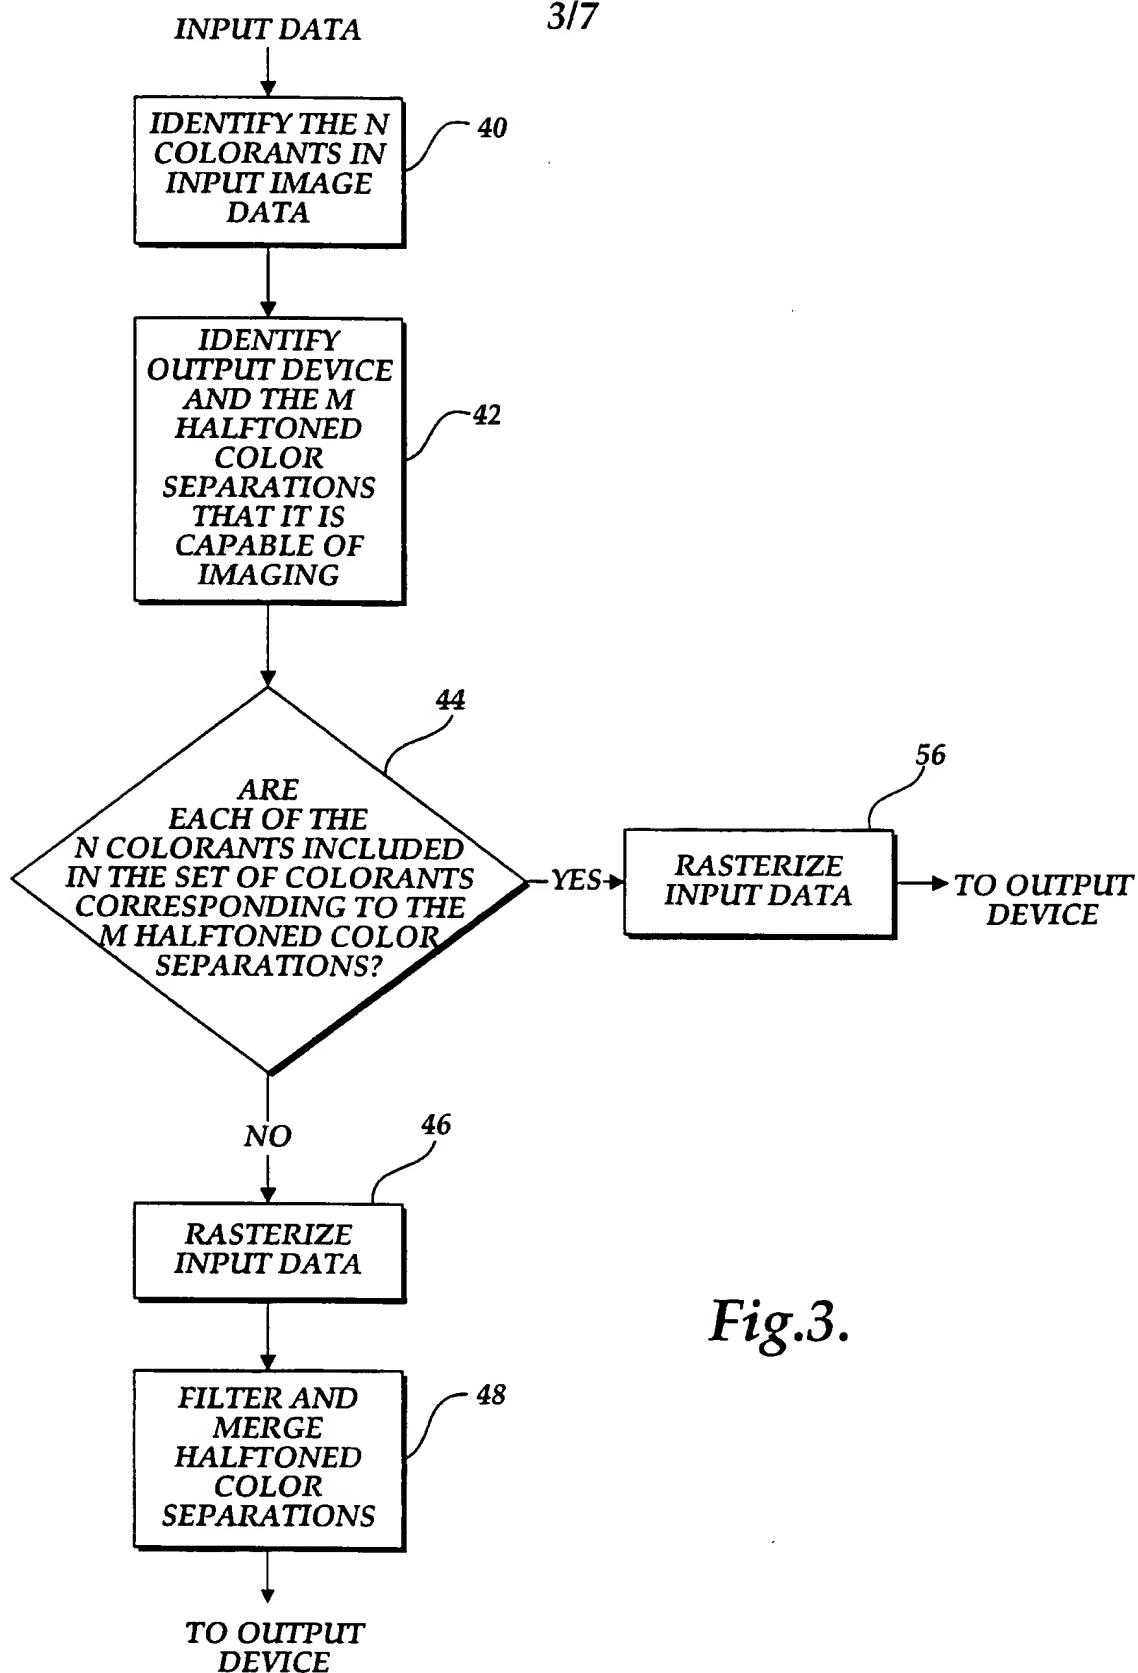 3/7
INPUT DATA
IDENTIFY THE N
COLORANTS IN
INPUT IMAGE
DATA
40
IDENTIFY
OUTPUT DEVICE
AND THE M
HALFTONED
COLOR
SEPARATIONS
THAT IT IS
CAPABLE OF
IMAGING
42
44
ARE
EACH OF THE
N COLORANTS INCLUDED
IN THE SET OF COLORANTS
CORRESPONDING TO THE
M HALFTONED COLOR
SEPARATIONS?
YES
56
RASTERIZE
INPUT DATA
TO OUTPUT
DEVICE
NO
46
RASTERIZE
INPUT DATA
Fig.3.
FILTER AND
MERGE
HALFTONED
COLOR
SEPARATIONS
48
TO OUTPUT
DEVICE